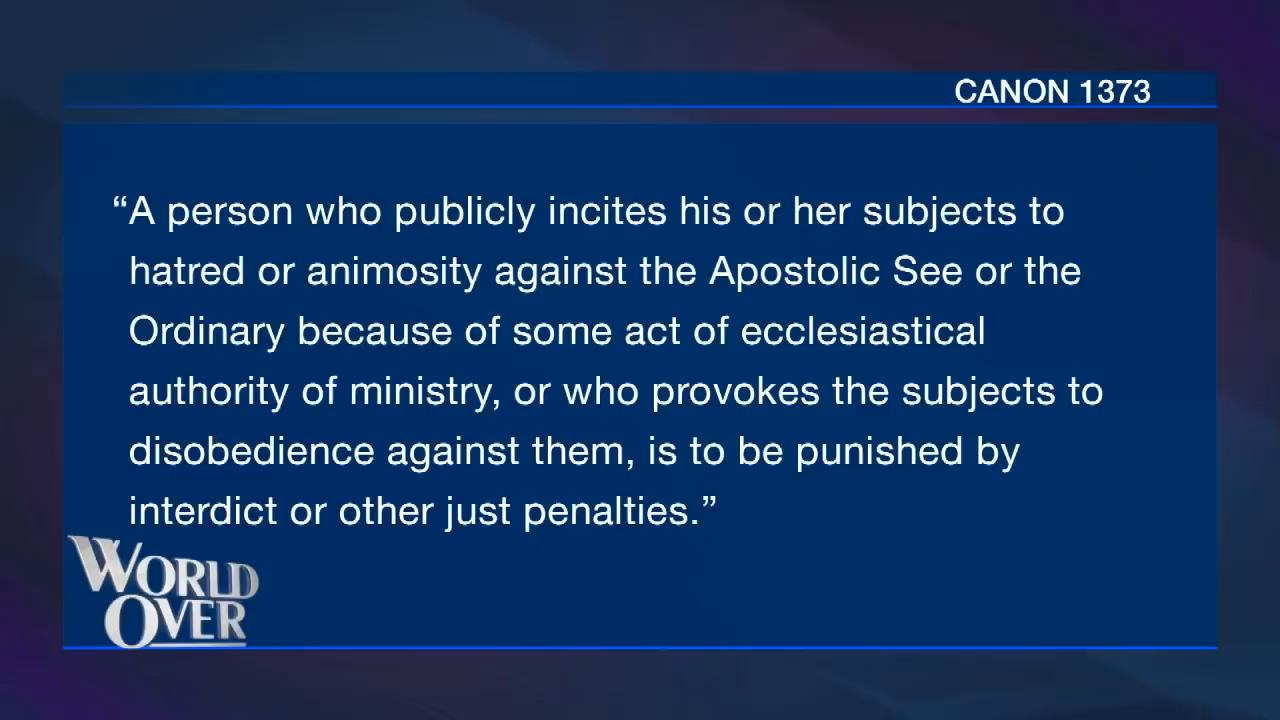 CANON 1373
“A person who publicly incites his or her subjects to
hatred or animosity against the Apostolic See or the
Ordinary because of some act of ecclesiastical
authority of ministry, or who provokes the subjects to
disobedience against them, is to be punished by
interdict or other just penalties.”
WORLD
OVER